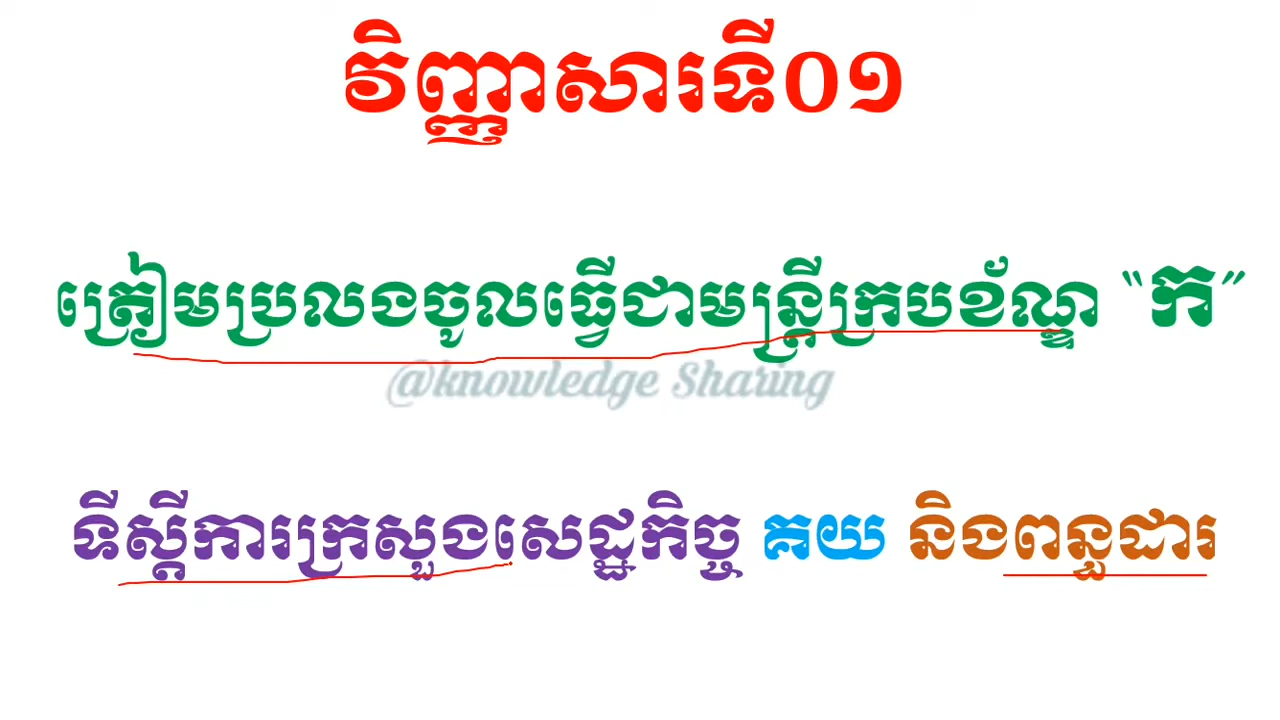 វិញ្ញាសារទី០១
ត្រៀមប្រលងចូលធ្វើជាមន្ត្រីក្របខ័ណ្ឌ "ក"
@knowledge Sharing
ទីស្ដីការក្រសួងសេដ្ឋកិច្ច គយ និងពន្ធដារ